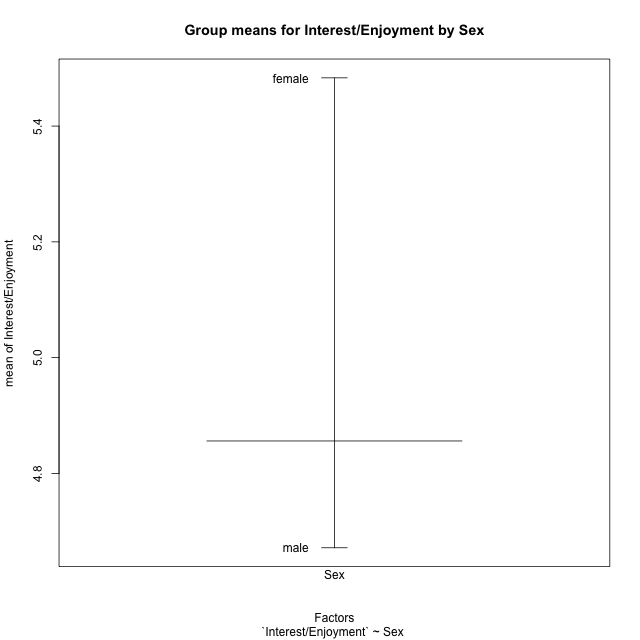 Group means for Interest/Enjoyment by Sex
female
5.4
5.2
mean of Interest/Enjoyment
5.0
4.8
male
Sex
Factors
`Interest/Enjoyment` ~ Sex